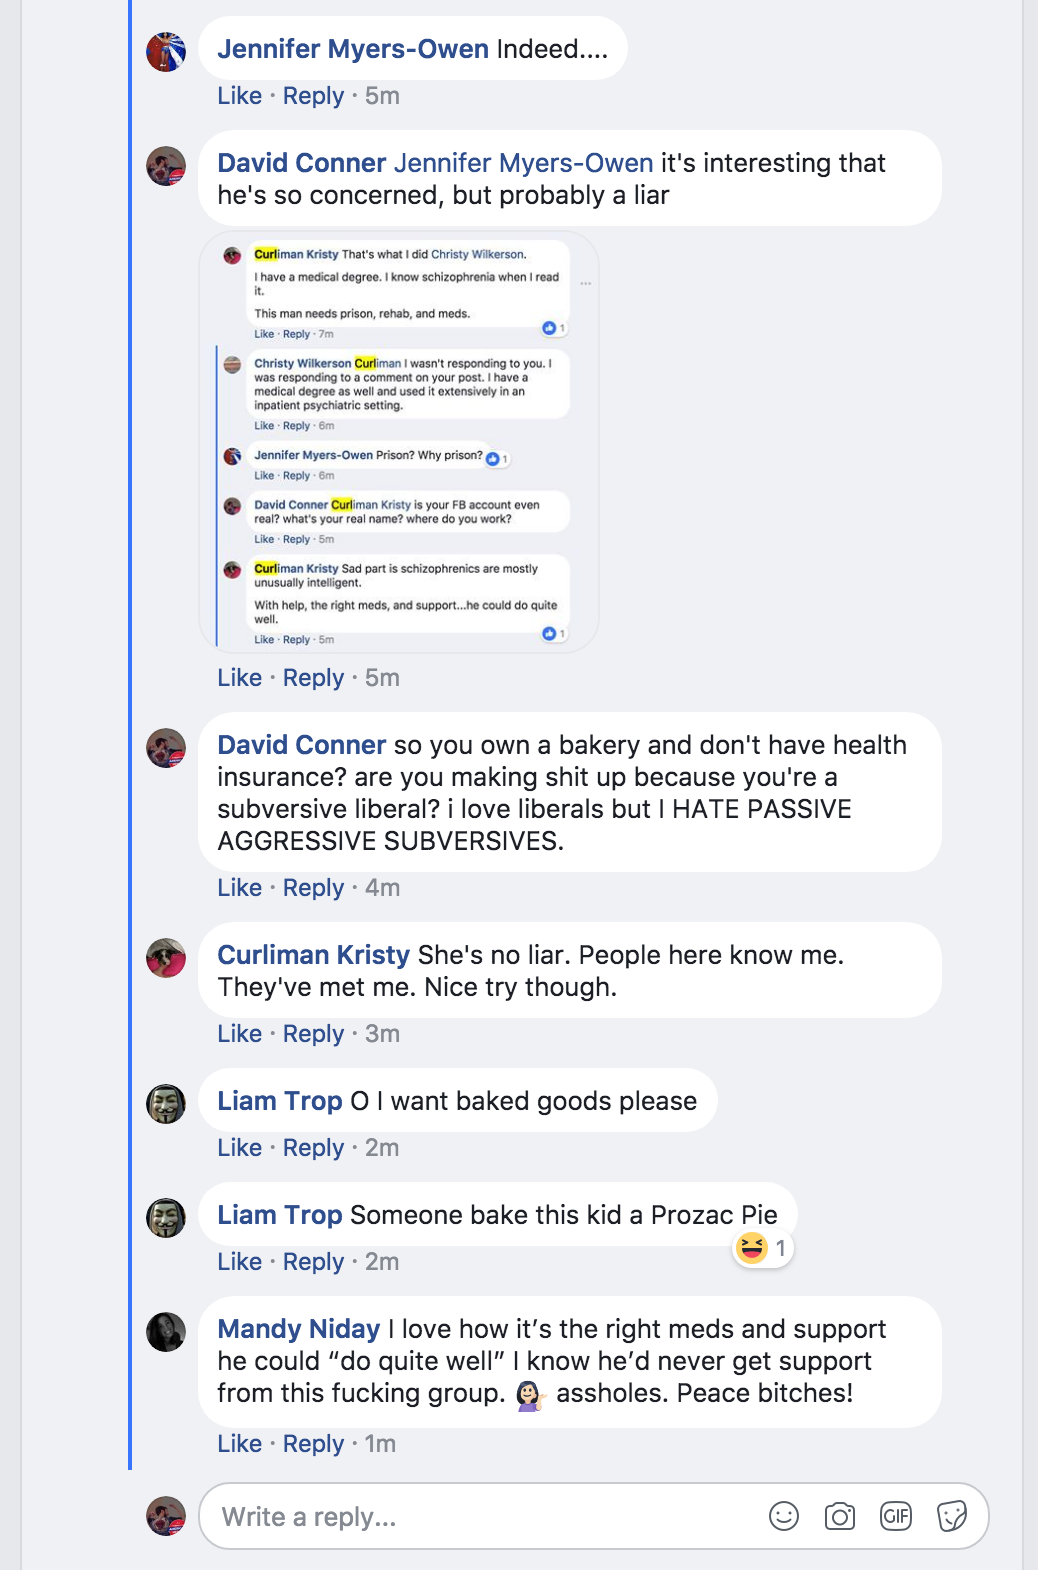 Jennifer Myers-Owen Indeed....
Like · Reply · 5m
David Conner Jennifer Myers-Owen it's interesting that
he's so concerned, but probably a liar
Curliman Kristy That's what I did Christy Wilkerson.
I have a medical degree. I know schizophrenia when I read
it.
This man needs prison, rehab, and meds.
1
Like · Reply · 7m
Christy Wilkerson Curliman I wasn't responding to you. I
was responding to a comment on your post. I have a
medical degree as well and used it extensively in an
inpatient psychiatric setting.
Like · Reply · 6m
Jennifer Myers-Owen Prison? Why prison?
1
Like · Reply · 6m
David Conner Curliman Kristy is your FB account even
real? what's your real name? where do you work?
Like · Reply · 5m
Curliman Kristy Sad part is schizophrenics are mostly
unusually intelligent.
With help, the right meds, and support...he could do quite
well.
1
Like · Reply · 5m
Like · Reply · 5m
David Conner so you own a bakery and don't have health
insurance? are you making shit up because you're a
subversive liberal? i love liberals but I HATE PASSIVE
AGGRESSIVE SUBVERSIVES.
Like · Reply · 4m
Curliman Kristy She's no liar. People here know me.
They've met me. Nice try though.
Like · Reply · 3m
Liam Trop O I want baked goods please
Like · Reply · 2m
Liam Trop Someone bake this kid a Prozac Pie
1
Like · Reply · 2m
Mandy Niday I love how it’s the right meds and support
he could “do quite well” I know he’d never get support
from this fucking group. 💁🏻‍♀️ assholes. Peace bitches!
Like · Reply · 1m
Write a reply...
GIF